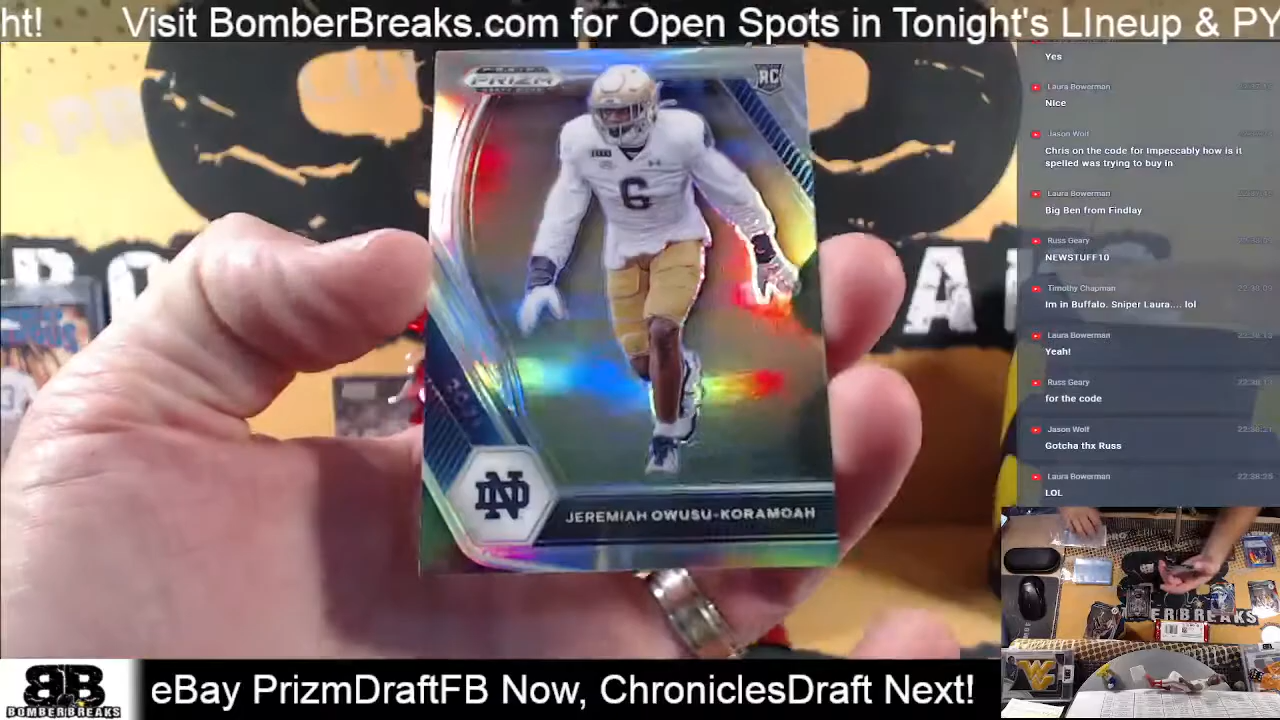 ht! Visit BomberBreaks.com for Open Spots in Tonight's LIneup & PY
PRIZM
RC
6
ND
JEREMIAH OWUSU-KORAMOAH
Yes
Laura Bowerman
NIce
Jason Wolf
Chris on the code for Impeccably how is it
spelled was trying to buy in
Laura Bowerman
Big Ben from Findlay
Russ Geary
NEWSTUFF10
Timothy Chapman
Im in Buffalo. Sniper Laura.... lol
Laura Bowerman
Yeah!
Russ Geary
for the code
Jason Wolf
Gotcha thx Russ
Laura Bowerman
LOL
ERBREAKS
WV
BB
BOMBERBREAKS
eBay PrizmDraftFB Now, ChroniclesDraft Next!